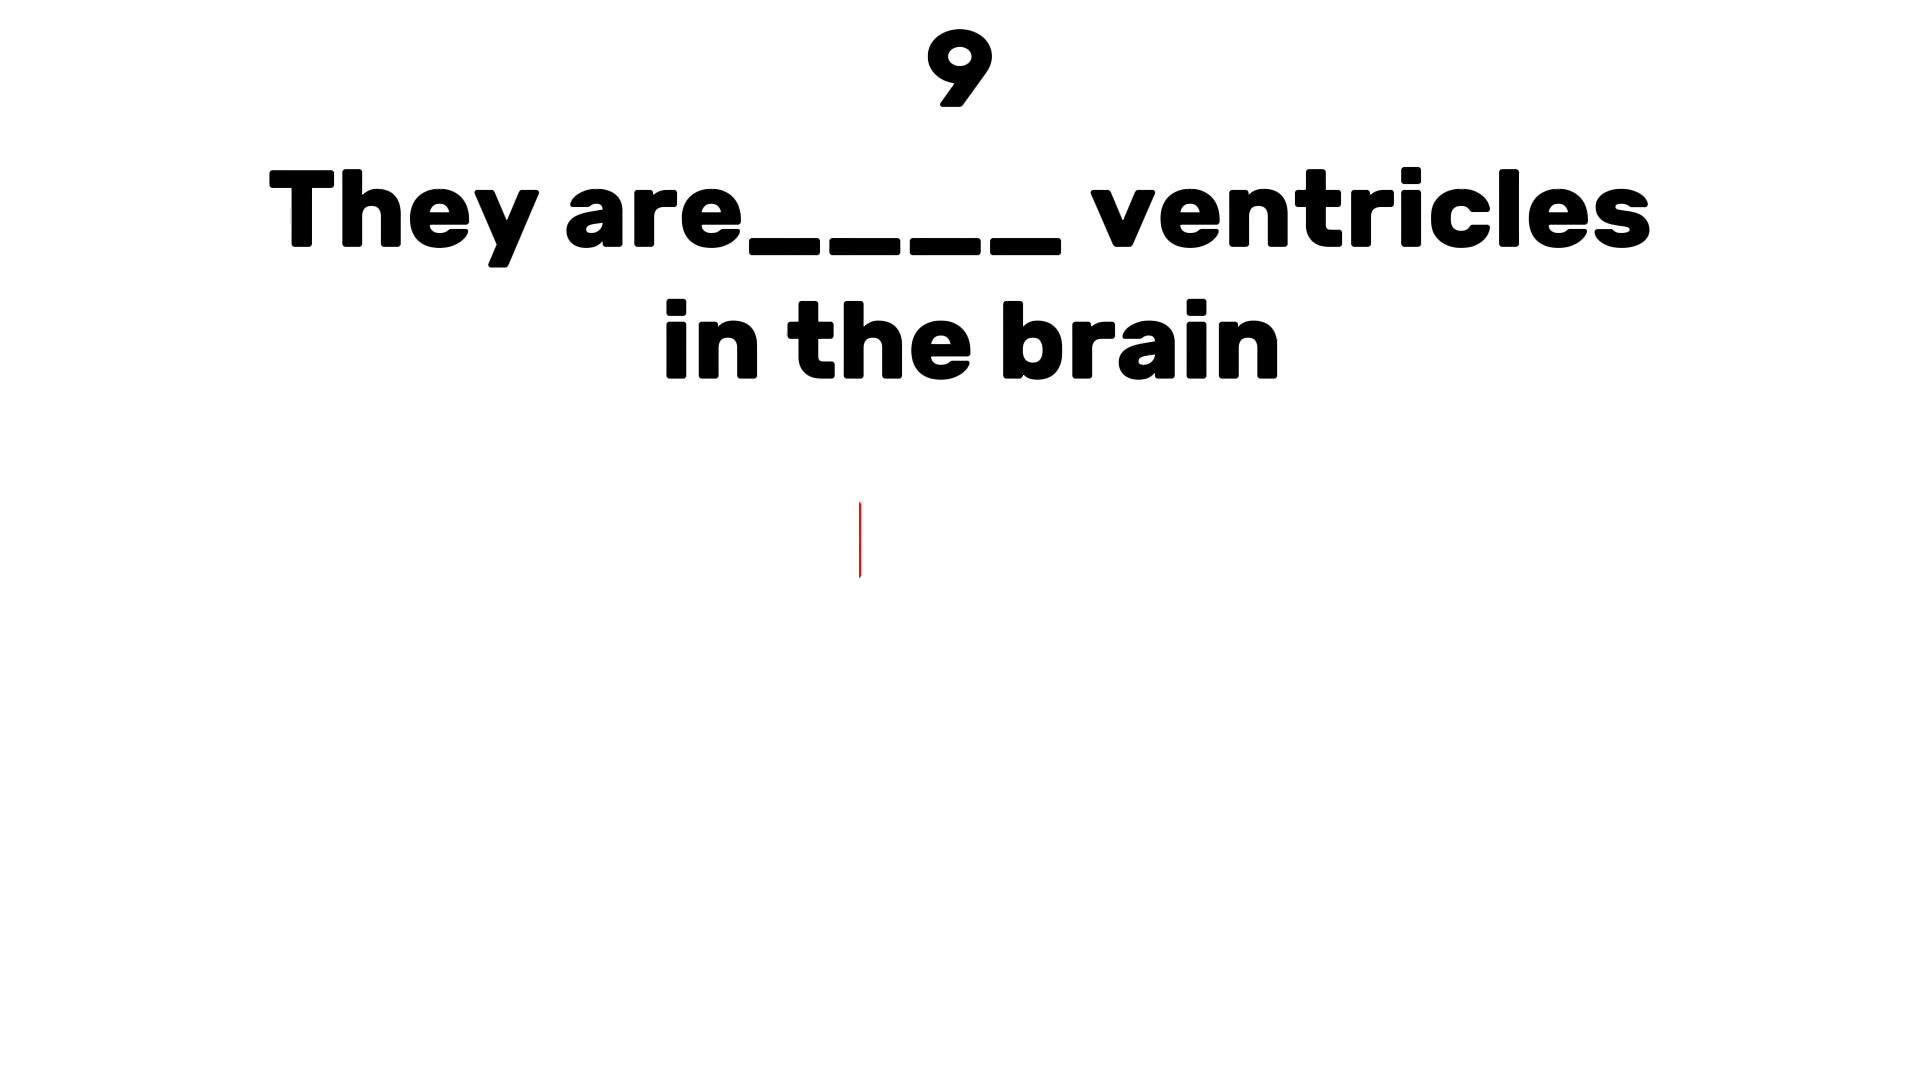 9
They are____ ventricles
in the brain